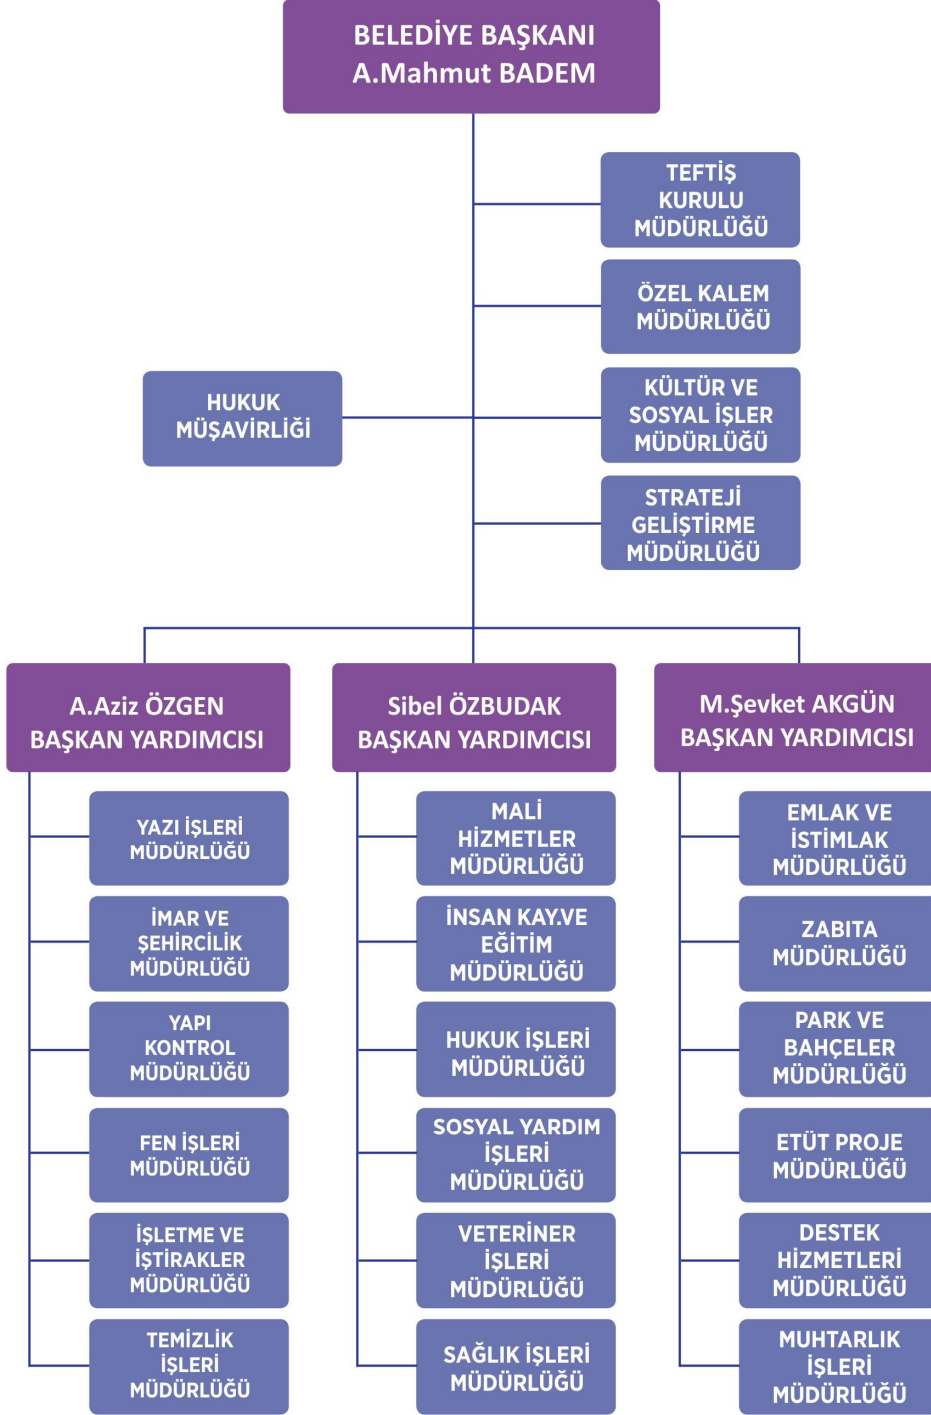 BELEDİYE BAŞKANI
A.Mahmut BADEM
TEFTİŞ
KURULU
MÜDÜRLÜĞÜ
ÖZEL KALEM
MÜDÜRLÜĞÜ
HUKUK
MÜŞAVİRLİĞİ
KÜLTÜR VE
SOSYAL İŞLER
MÜDÜRLÜĞÜ
STRATEJİ
GELİŞTİRME
MÜDÜRLÜĞÜ
A.Aziz ÖZGEN
BAŞKAN YARDIMCISI
YAZI İŞLERİ
MÜDÜRLÜĞÜ
İMAR VE
ŞEHİRCİLİK
MÜDÜRLÜĞÜ
YAPI
KONTROL
MÜDÜRLÜĞÜ
FEN İŞLERİ
MÜDÜRLÜĞÜ
İŞLETME VE
İŞTİRAKLER
MÜDÜRLÜĞÜ
TEMİZLİK
İŞLERİ
MÜDÜRLÜĞÜ
Sibel ÖZBUDAK
BAŞKAN YARDIMCISI
MALİ
HİZMETLER
MÜDÜRLÜĞÜ
İNSAN KAY.VE
EĞİTİM
MÜDÜRLÜĞÜ
HUKUK İŞLERİ
MÜDÜRLÜĞÜ
SOSYAL YARDIM
İŞLERİ
MÜDÜRLÜĞÜ
VETERİNER
İŞLERİ
MÜDÜRLÜĞÜ
SAĞLIK İŞLERİ
MÜDÜRLÜĞÜ
M.Şevket AKGÜN
BAŞKAN YARDIMCISI
EMLAK VE
İSTİMLAK
MÜDÜRLÜĞÜ
ZABITA
MÜDÜRLÜĞÜ
PARK VE
BAHÇELER
MÜDÜRLÜĞÜ
ETÜT PROJE
MÜDÜRLÜĞÜ
DESTEK
HİZMETLERİ
MÜDÜRLÜĞÜ
MUHTARLIK
İŞLERİ
MÜDÜRLÜĞÜ